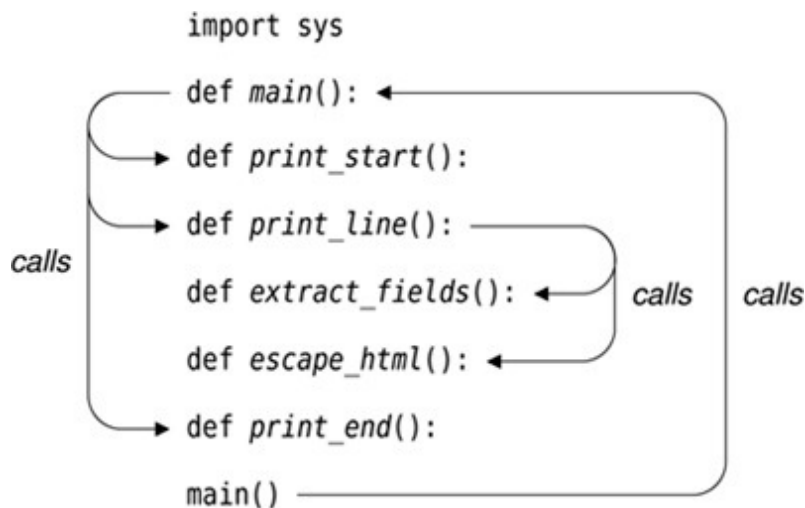 import sys
def main():
def print_start():
def print_line():
calls
def extract_fields():
calls
calls
def escape_html():
def print_end():
main()